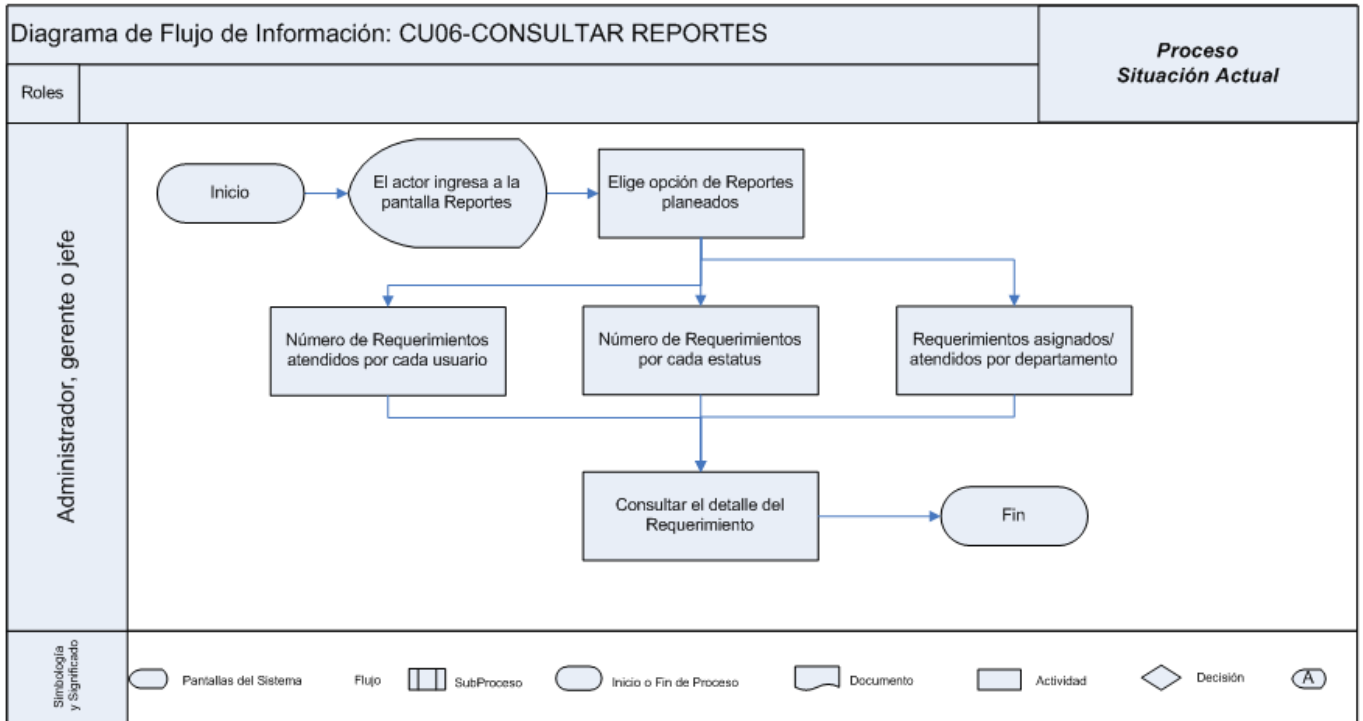 Diagrama de Flujo de Información: CU06-CONSULTAR REPORTES
Proceso
Situación Actual
Roles
Administrador, gerente o jefe
Inicio
El actor ingresa a la
pantalla Reportes
Elige opción de Reportes
planeados
Número de Requerimientos
atendidos por cada usuario
Número de Requerimientos
por cada estatus
Requerimientos asignados/
atendidos por departamento
Consultar el detalle del
Requerimiento
Fin
Simbología
y Significado
Pantallas del Sistema
Flujo
SubProceso
Inicio o Fin de Proceso
Documento
Actividad
Decisión
A